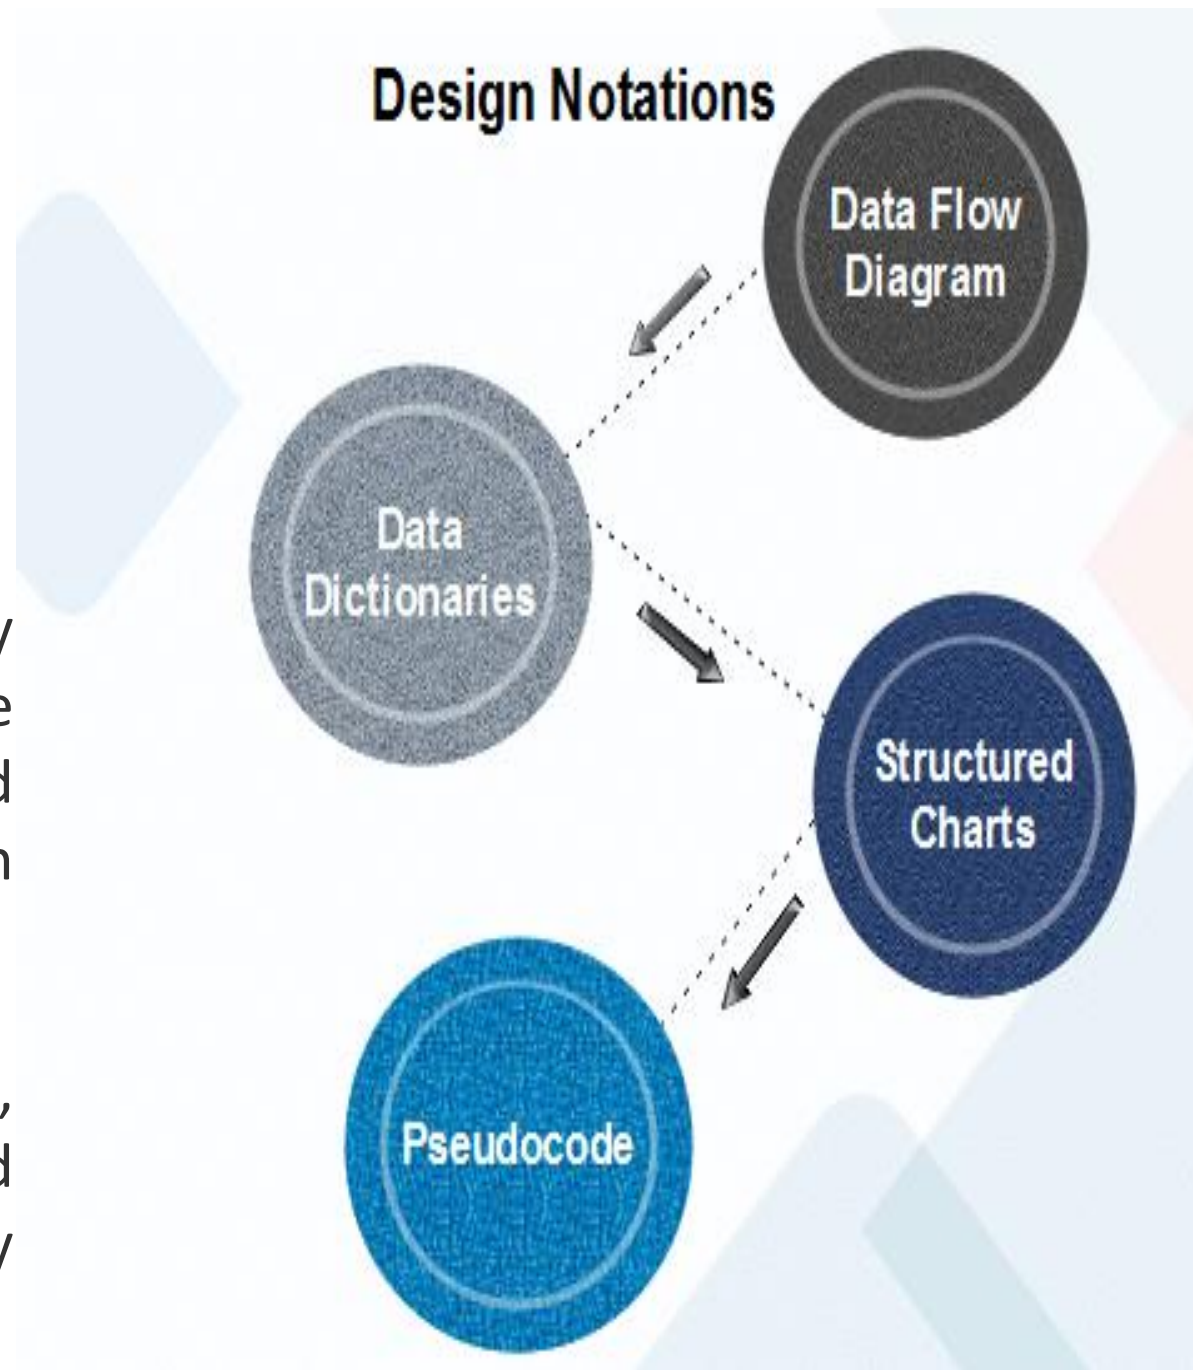 Design Notations
Data Flow
Diagram
Data
Dictionaries
Structured
Charts
Pseudocode